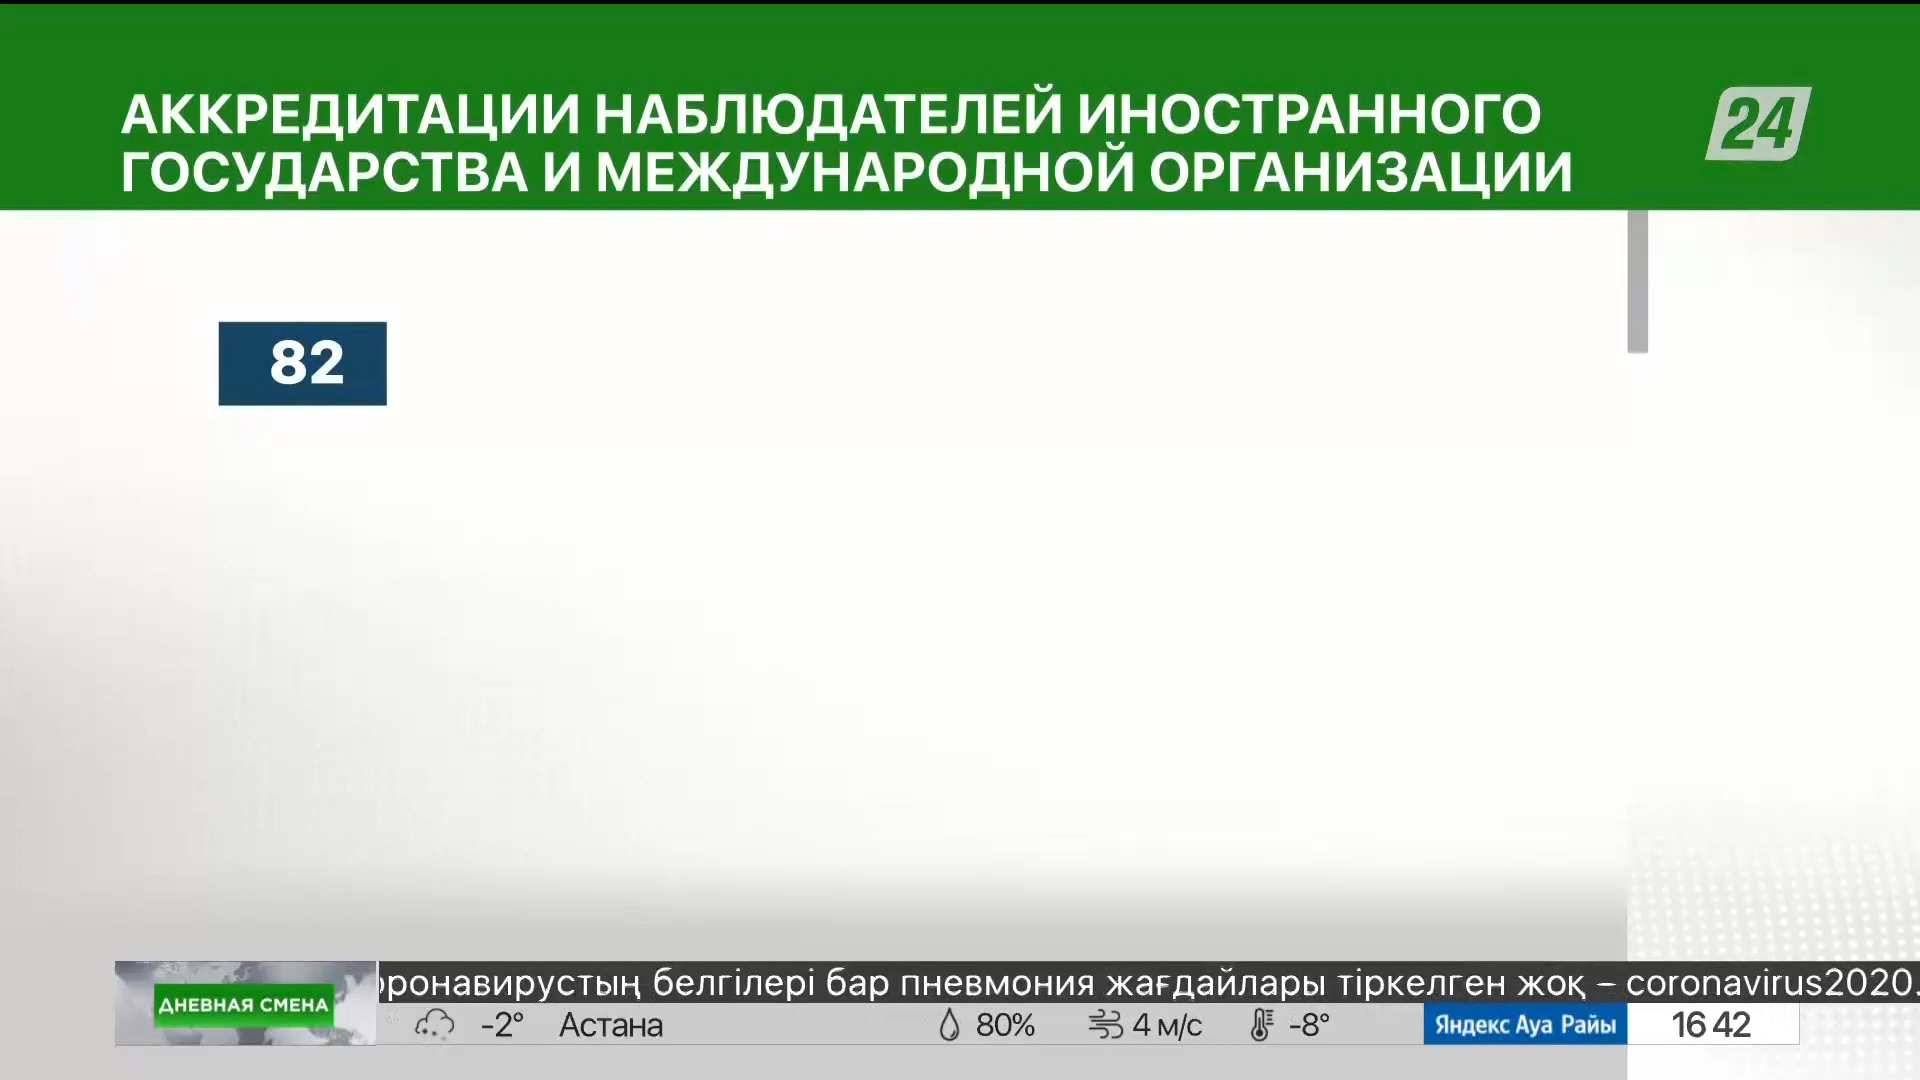 АККРЕДИТАЦИИ НАБЛЮДАТЕЛЕЙ ИНОСТРАННОГО
ГОСУДАРСТВА И МЕЖДУНАРОДНОЙ ОРГАНИЗАЦИИ
24
82
ДНЕВНАЯ СМЕНА
оронавирустың белгілері бар пневмония жағдайлары тіркелген жоқ – coronavirus2020.
-2° Астана 80% 4 м/с -8° Яндекс Ауа Райы 16 42